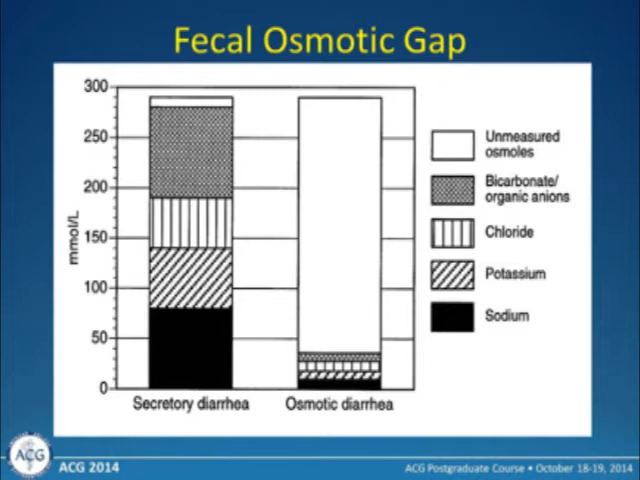 Fecal Osmotic Gap
300
250
200
150
100
50
0
mmol/L
Secretory diarrhea
Osmotic diarrhea
Unmeasured
osmoles
Bicarbonate/
organic anions
Chloride
Potassium
Sodium
ACG
ACG 2014
ACG Postgraduate Course • October 18-19, 2014